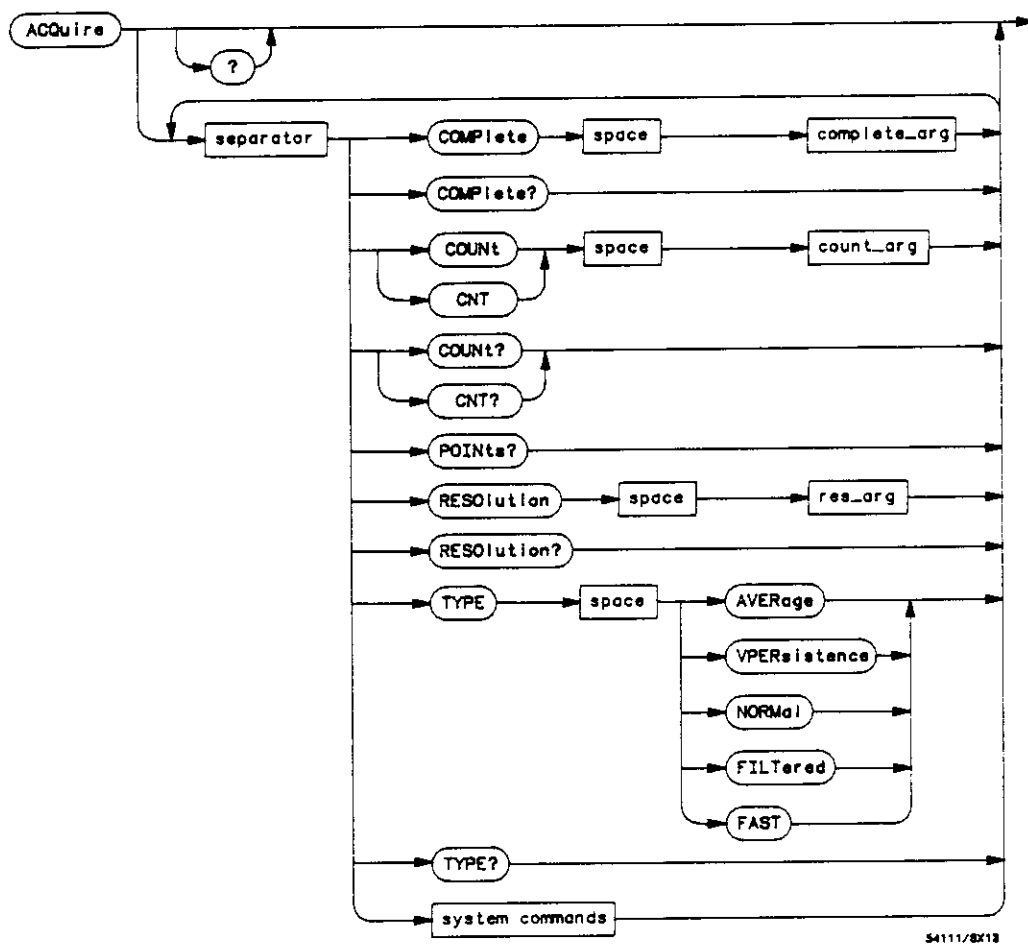 ACQuire
?
separator
COMPlete space complete_arg
COMPlete?
COUNt space count_arg
CNT
COUNt?
CNT?
POINts?
RESOlution space res_arg
RESOlution?
TYPE space AVERage
VPERsistence
NORMal
FILTered
FAST
TYPE?
system commands
54111/BX13